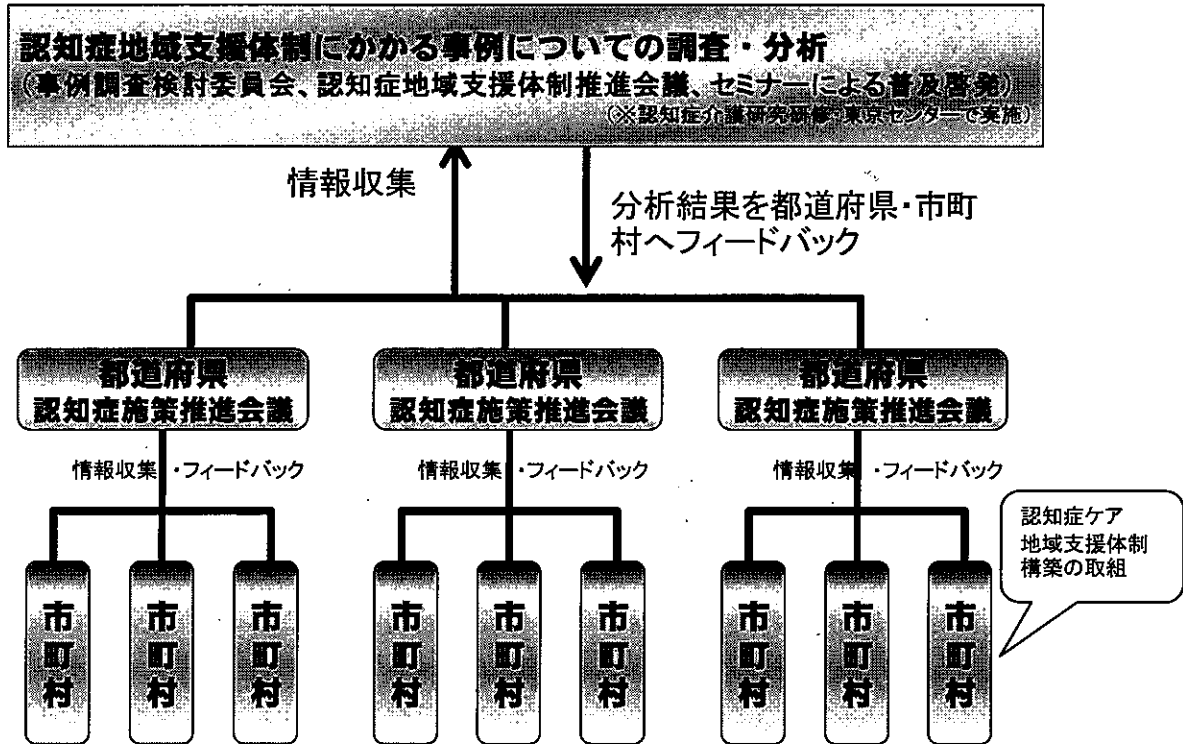 認知症地域支援体制にかかる事例についての調査・分析
(事例調査検討委員会、認知症地域支援体制推進会議、セミナーによる普及啓発)
(※認知症介護研究研修東京センターで実施)
情報収集
分析結果を都道府県・市町
村へフィードバック
都道府県
認知症施策推進会議
都道府県
認知症施策推進会議
都道府県
認知症施策推進会議
情報収集・フィードバック
情報収集・フィードバック
情報収集・フィードバック
認知症ケア
地域支援体制
構築の取組
市町村
市町村
市町村
市町村
市町村
市町村
市町村
市町村
市町村